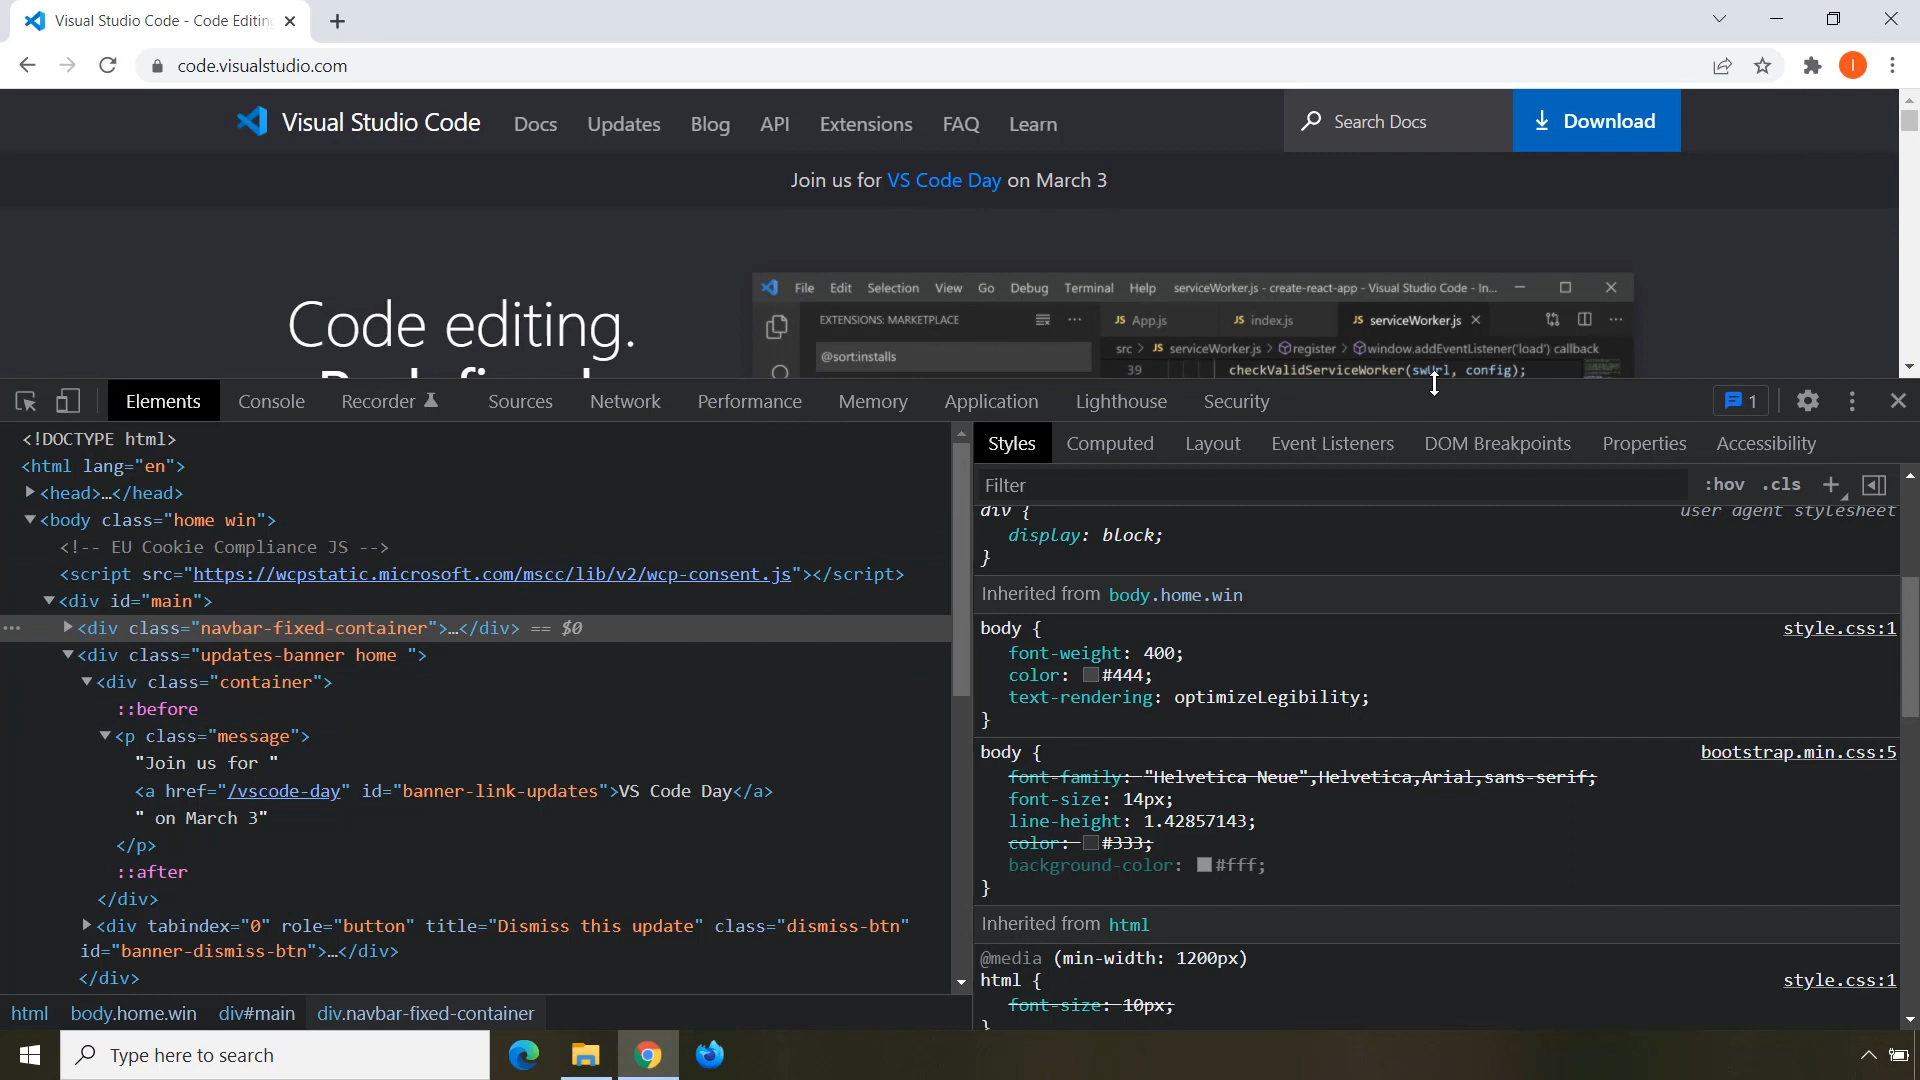 Visual Studio Code - Code Editing
code.visualstudio.com
I
Visual Studio Code Docs Updates Blog API Extensions FAQ Learn Search Docs Download
Join us for VS Code Day on March 3
Code editing.
File Edit Selection View Go Debug Terminal Help serviceWorker.js - create-react-app - Visual Studio Code - In...
EXTENSIONS: MARKETPLACE ··· JS App.js JS index.js JS serviceWorker.js ···
@sort:installs
src > JS serviceWorker.js > register > window.addEventListener('load') callback
39 checkValidServiceWorker(swUrl, config);
Elements Console Recorder Sources Network Performance Memory Application Lighthouse Security 1
<!DOCTYPE html>
<html lang="en">
<head>…</head>
<body class="home win">
<!-- EU Cookie Compliance JS -->
<script src="https://wcpstatic.microsoft.com/mscc/lib/v2/wcp-consent.js"></script>
<div id="main">
··· <div class="navbar-fixed-container">…</div> == $0
<div class="updates-banner home ">
<div class="container">
::before
<p class="message">
"Join us for "
<a href="/vscode-day" id="banner-link-updates">VS Code Day</a>
" on March 3"
</p>
::after
</div>
<div tabindex="0" role="button" title="Dismiss this update" class="dismiss-btn"
id="banner-dismiss-btn">…</div>
</div>
html body.home.win div#main div.navbar-fixed-container
Styles Computed Layout Event Listeners DOM Breakpoints Properties Accessibility
Filter :hov .cls
div { user agent stylesheet
display: block;
}
Inherited from body.home.win
body { style.css:1
font-weight: 400;
color: #444;
text-rendering: optimizeLegibility;
}
body { bootstrap.min.css:5
font-family: "Helvetica Neue",Helvetica,Arial,sans-serif;
font-size: 14px;
line-height: 1.42857143;
color: #333;
background-color: #fff;
}
Inherited from html
@media (min-width: 1200px)
html { style.css:1
font-size: 10px;
}
Type here to search